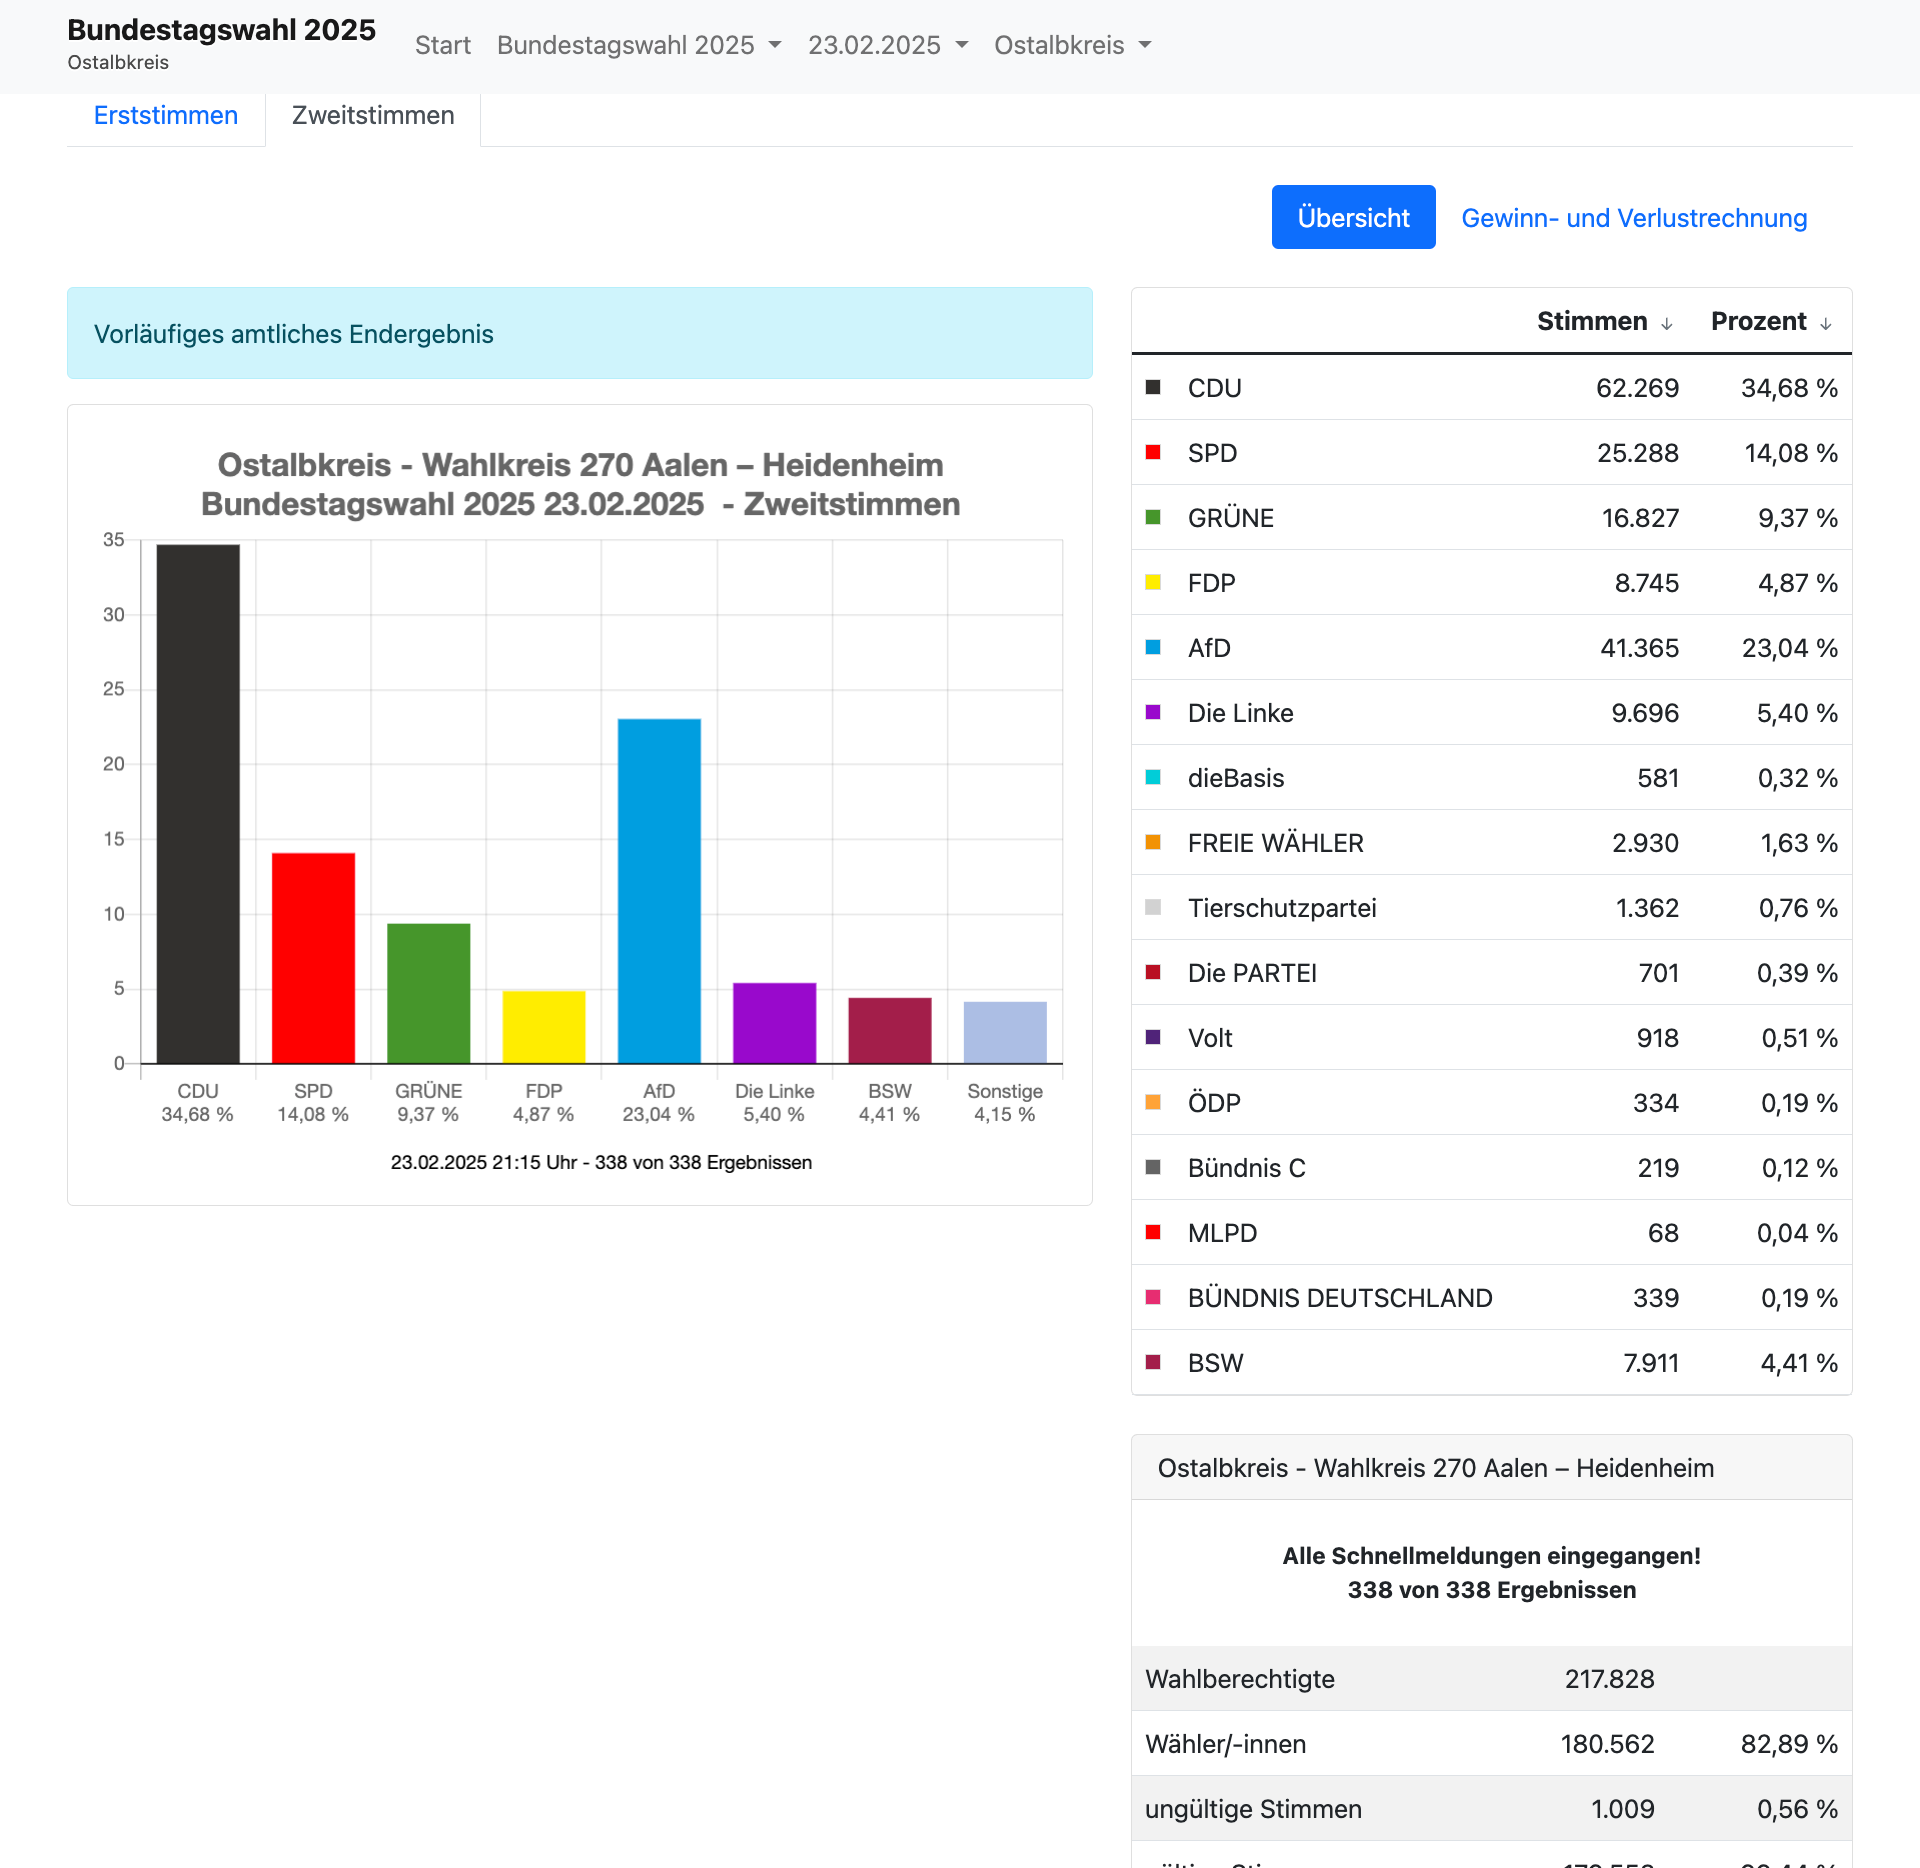 Bundestagswahl 2025
Ostalbkreis
Start Bundestagswahl 2025 23.02.2025 Ostalbkreis
Erststimmen Zweitstimmen
Übersicht Gewinn- und Verlustrechnung
Vorläufiges amtliches Endergebnis
Ostalbkreis - Wahlkreis 270 Aalen – Heidenheim
Bundestagswahl 2025 23.02.2025 - Zweitstimmen
35
30
25
20
15
10
5
0
CDU SPD GRÜNE FDP AfD Die Linke BSW Sonstige
34,68 % 14,08 % 9,37 % 4,87 % 23,04 % 5,40 % 4,41 % 4,15 %
23.02.2025 21:15 Uhr - 338 von 338 Ergebnissen
Stimmen ↓ Prozent ↓
CDU 62.269 34,68 %
SPD 25.288 14,08 %
GRÜNE 16.827 9,37 %
FDP 8.745 4,87 %
AfD 41.365 23,04 %
Die Linke 9.696 5,40 %
dieBasis 581 0,32 %
FREIE WÄHLER 2.930 1,63 %
Tierschutzpartei 1.362 0,76 %
Die PARTEI 701 0,39 %
Volt 918 0,51 %
ÖDP 334 0,19 %
Bündnis C 219 0,12 %
MLPD 68 0,04 %
BÜNDNIS DEUTSCHLAND 339 0,19 %
BSW 7.911 4,41 %
Ostalbkreis - Wahlkreis 270 Aalen – Heidenheim
Alle Schnellmeldungen eingegangen!
338 von 338 Ergebnissen
Wahlberechtigte 217.828
Wähler/-innen 180.562 82,89 %
ungültige Stimmen 1.009 0,56 %